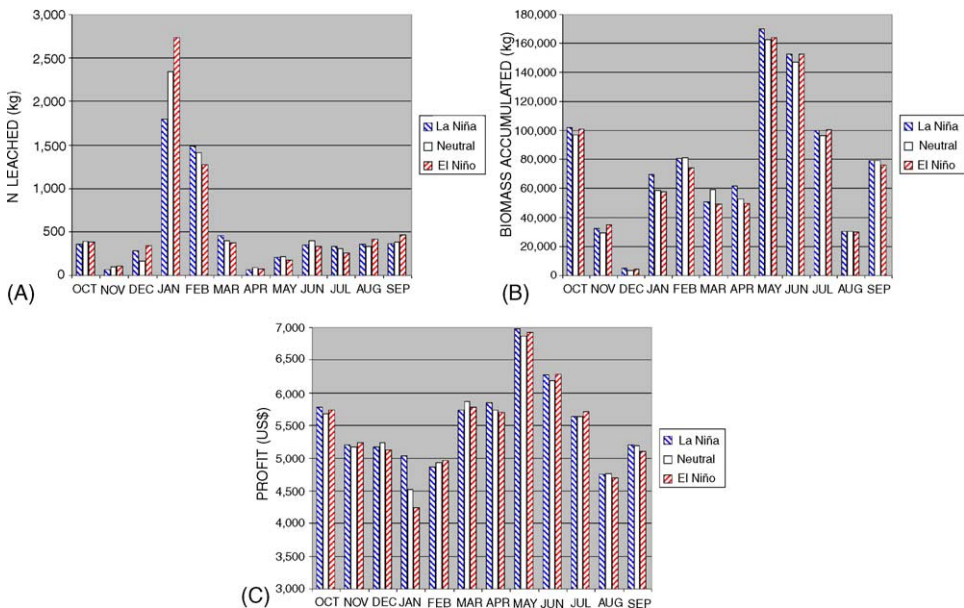 3,000
2,500
2,000
1,500
1,000
500
0
N LEACHED (kg)
OCT NOV DEC JAN FEB MAR APR MAY JUN JUL AUG SEP
La Niña
Neutral
El Niño
(A)
180,000
160,000
140,000
120,000
100,000
80,000
60,000
40,000
20,000
0
BIOMASS ACCUMULATED (kg)
OCT NOV DEC JAN FEB MAR APR MAY JUN JUL AUG SEP
La Niña
Neutral
El Niño
(B)
7,000
6,500
6,000
5,500
5,000
4,500
4,000
3,500
3,000
PROFIT (US$)
OCT NOV DEC JAN FEB MAR APR MAY JUN JUL AUG SEP
La Niña
Neutral
El Niño
(C)